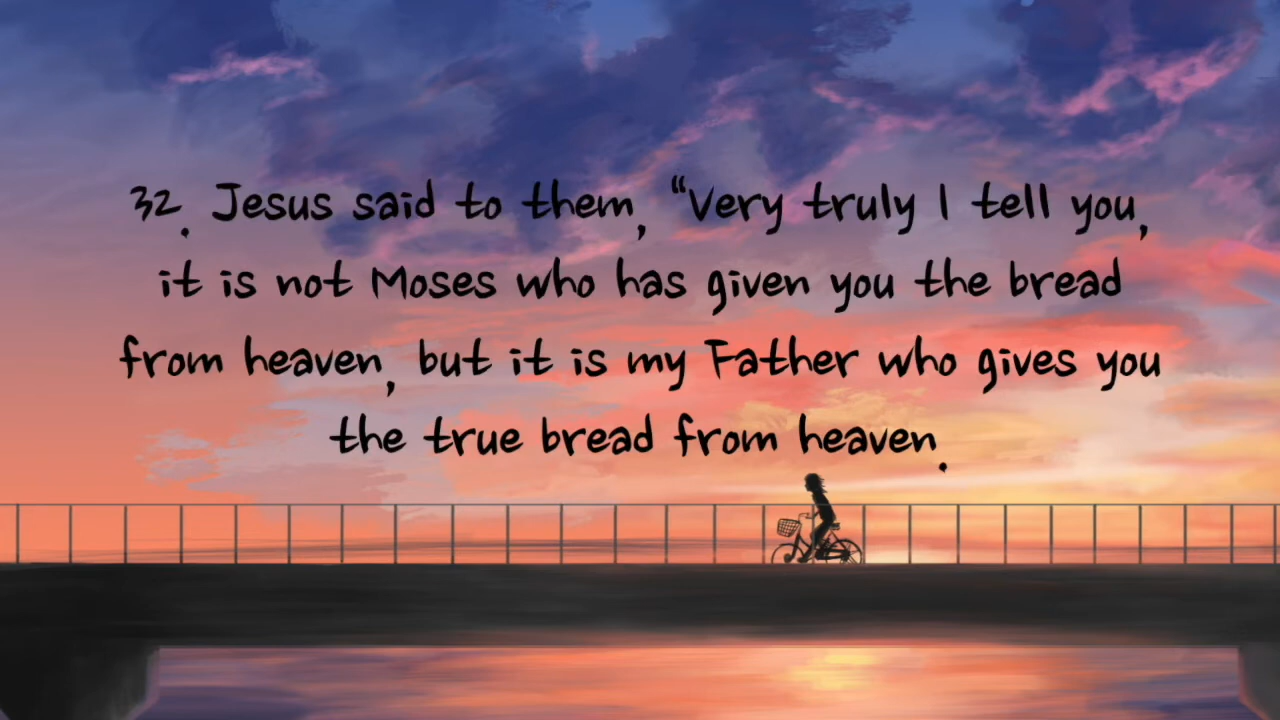 32. Jesus said to them, “Very truly I tell you,
it is not Moses who has given you the bread
from heaven, but it is my Father who gives you
the true bread from heaven.